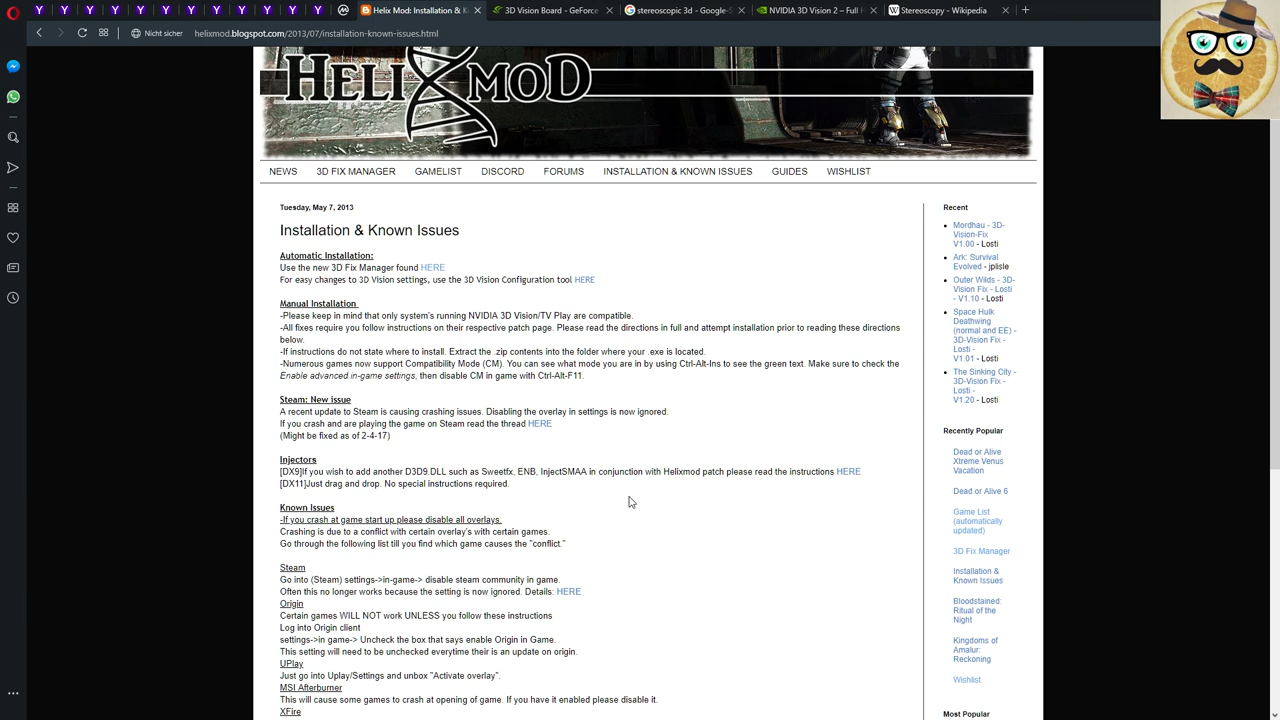 Helix Mod: Installation & K
3D Vision Board - GeForce
stereoscopic 3d - Google-S
NVIDIA 3D Vision 2 – Full H
Stereoscopy - Wikipedia
Nicht sicher
helixmod.blogspot.com/2013/07/installation-known-issues.html
HELIXMOD
NEWS
3D FIX MANAGER
GAMELIST
DISCORD
FORUMS
INSTALLATION & KNOWN ISSUES
GUIDES
WISHLIST
Tuesday, May 7, 2013
Installation & Known Issues
Automatic Installation:
Use the new 3D Fix Manager found HERE
For easy changes to 3D Vision settings, use the 3D Vision Configuration tool HERE
Manual Installation
-Please keep in mind that only system's running NVIDIA 3D Vision/TV Play are compatible.
-All fixes require you follow instructions on their respective patch page. Please read the directions in full and attempt installation prior to reading these directions
below.
-If instructions do not state where to install. Extract the .zip contents into the folder where your .exe is located.
-Numerous games now support Compatibility Mode (CM). You can see what mode you are in by using Ctrl-Alt-Ins to see the green text. Make sure to check the
Enable advanced in-game settings, then disable CM in game with Ctrl-Alt-F11.
Steam: New issue
A recent update to Steam is causing crashing issues. Disabling the overlay in settings is now ignored.
If you crash and are playing the game on Steam read the thread HERE
(Might be fixed as of 2-4-17)
Injectors
[DX9]If you wish to add another D3D9.DLL such as Sweetfx, ENB, InjectSMAA in conjunction with Helixmod patch please read the instructions HERE
[DX11]Just drag and drop. No special instructions required.
Known Issues
-If you crash at game start up please disable all overlays.
Crashing is due to a conflict with certain overlay's with certain games.
Go through the following list till you find which game causes the "conflict."
Steam
Go into (Steam) settings->in-game-> disable steam community in game.
Often this no longer works because the setting is now ignored. Details: HERE
Origin
Certain games WILL NOT work UNLESS you follow these instructions
Log into Origin client
settings->in game-> Uncheck the box that says enable Origin in Game.
This setting will need to be unchecked everytime their is an update on origin.
UPlay
Just go into Uplay/Settings and unbox "Activate overlay".
MSI Afterburner
This will cause some games to crash at opening of game. If you have it enabled please disable it.
XFire
Recent
Mordhau - 3D-
Vision-Fix
V1.00 - Losti
Ark: Survival
Evolved - jplisle
Outer Wilds - 3D-
Vision Fix - Losti
- V1.10 - Losti
Space Hulk
Deathwing
(normal and EE) -
3D-Vision Fix -
Losti -
V1.01 - Losti
The Sinking City -
3D-Vision Fix -
Losti -
V1.20 - Losti
Recently Popular
Dead or Alive
Xtreme Venus
Vacation
Dead or Alive 6
Game List
(automatically
updated)
3D Fix Manager
Installation &
Known Issues
Bloodstained:
Ritual of the
Night
Kingdoms of
Amalur:
Reckoning
Wishlist
Most Popular